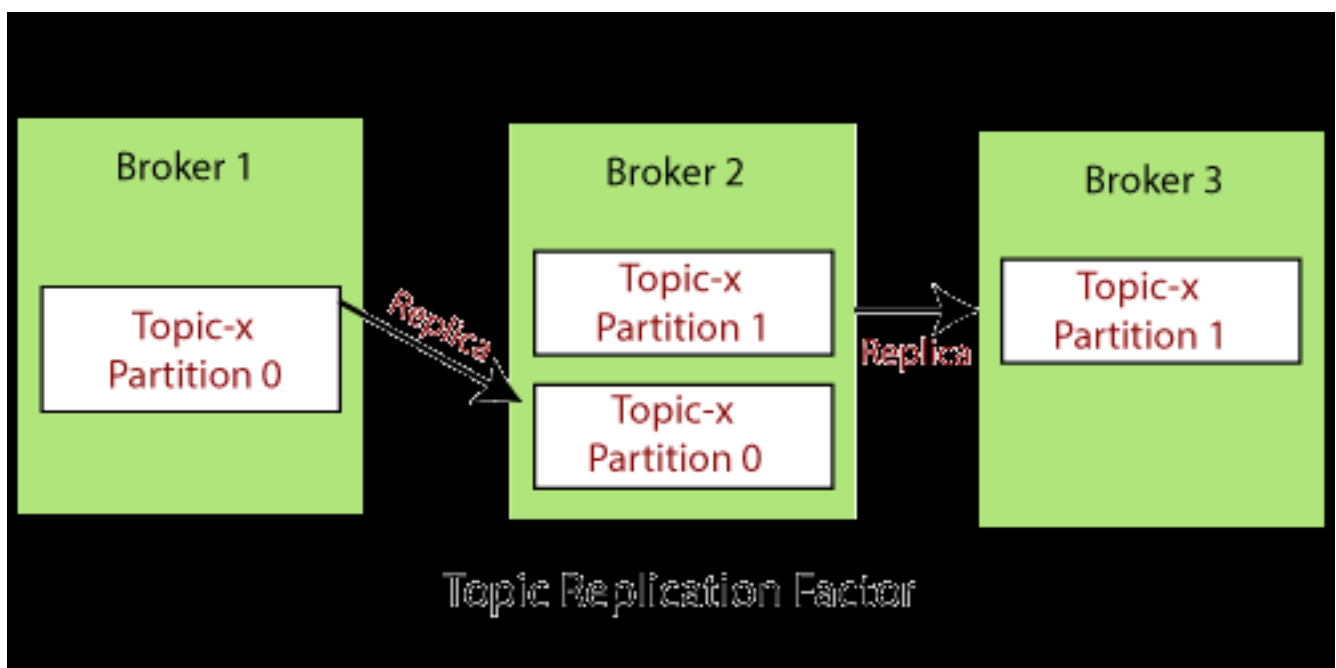 Broker 1
Topic-x
Partition 0
Replica
Broker 2
Topic-x
Partition 1
Topic-x
Partition 0
Replica
Broker 3
Topic-x
Partition 1
Topic Replication Factor